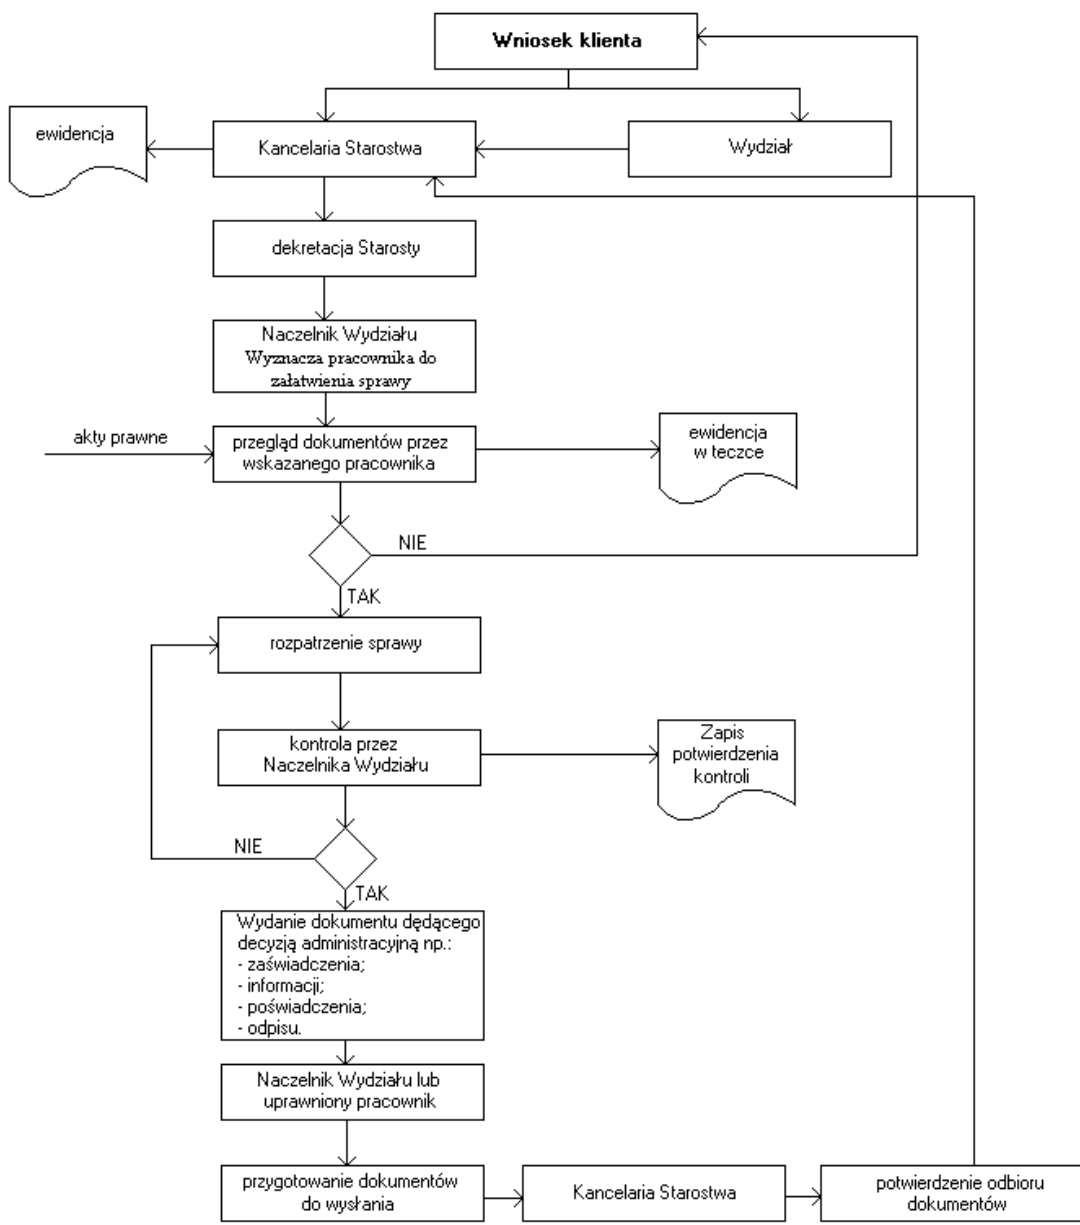 Wniosek klienta
ewidencja
Kancelaria Starostwa
Wydział
dekretacja Starosty
Naczelnik Wydziału
Wyznacza pracownika do
załatwienia sprawy
akty prawne
przegląd dokumentów przez
wskazanego pracownika
ewidencja
w teczce
NIE
TAK
rozpatrzenie sprawy
kontrola przez
Naczelnika Wydziału
Zapis
potwierdzenia
kontroli
NIE
TAK
Wydanie dokumentu dędącego
decyzją administracyjną np.:
- zaświadczenia;
- informacji;
- poświadczenia;
- odpisu.
Naczelnik Wydziału lub
uprawniony pracownik
przygotowanie dokumentów
do wysłania
Kancelaria Starostwa
potwierdzenie odbioru
dokumentów